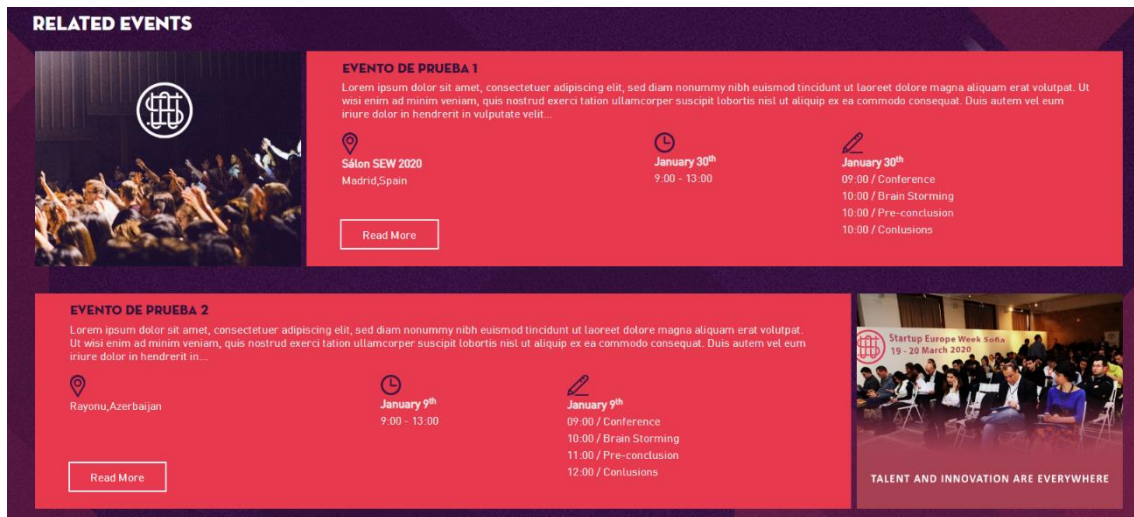 RELATED EVENTS
EVENTO DE PRUEBA 1
Lorem ipsum dolor sit amet, consectetuer adipiscing elit, sed diam nonummy nibh euismod tincidunt ut laoreet dolore magna aliquam erat volutpat. Ut
wisi enim ad minim veniam, quis nostrud exerci tation ullamcorper suscipit lobortis nisl ut aliquip ex ea commodo consequat. Duis autem vel eum
iriure dolor in hendrerit in vulputate velit...
Sálon SEW 2020
Madrid,Spain
January 30th
9:00 - 13:00
January 30th
09:00 / Conference
10:00 / Brain Storming
10:00 / Pre-conclusion
10:00 / Conlusions
Read More
EVENTO DE PRUEBA 2
Lorem ipsum dolor sit amet, consectetuer adipiscing elit, sed diam nonummy nibh euismod tincidunt ut laoreet dolore magna aliquam erat volutpat.
Ut wisi enim ad minim veniam, quis nostrud exerci tation ullamcorper suscipit lobortis nisl ut aliquip ex ea commodo consequat. Duis autem vel eum
iriure dolor in hendrerit in...
Rayonu,Azerbaijan
January 9th
9:00 - 13:00
January 9th
09:00 / Conference
10:00 / Brain Storming
11:00 / Pre-conclusion
12:00 / Conlusions
Read More
Startup Europe Week Sofia
19 - 20 March 2020
TALENT AND INNOVATION ARE EVERYWHERE